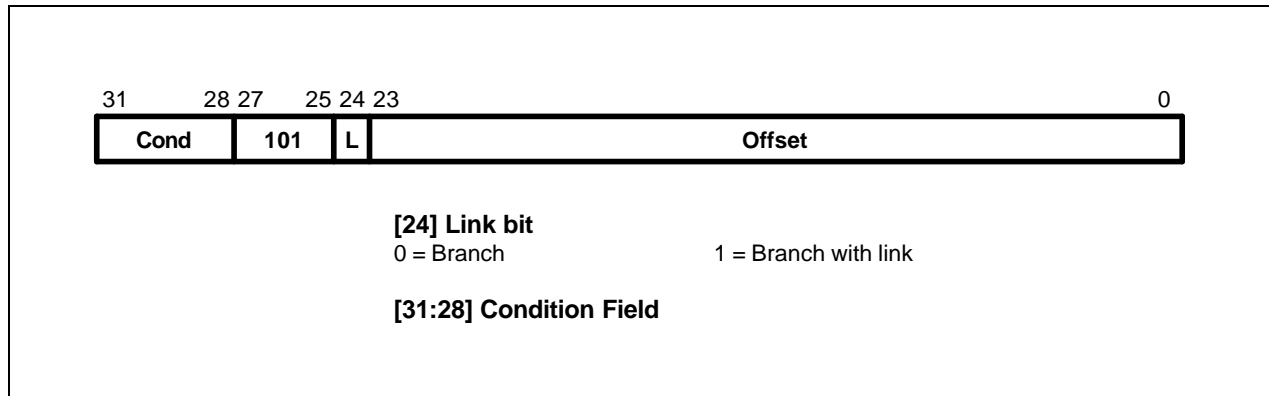 31 28 27 25 24 23 0
Cond 101 L Offset
[24] Link bit
0 = Branch 1 = Branch with link
[31:28] Condition Field